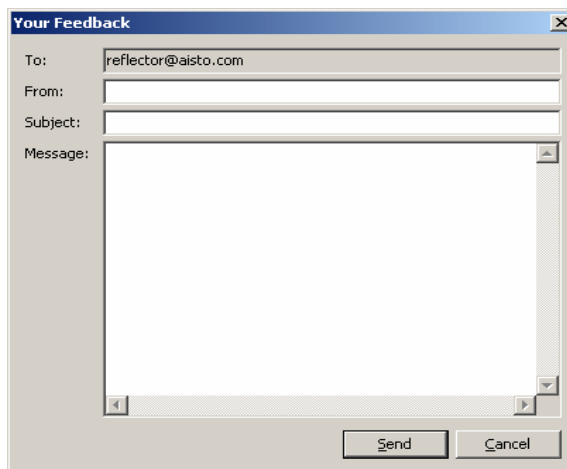 Your Feedback
To: reflector@aisto.com
From:
Subject:
Message:
Send Cancel